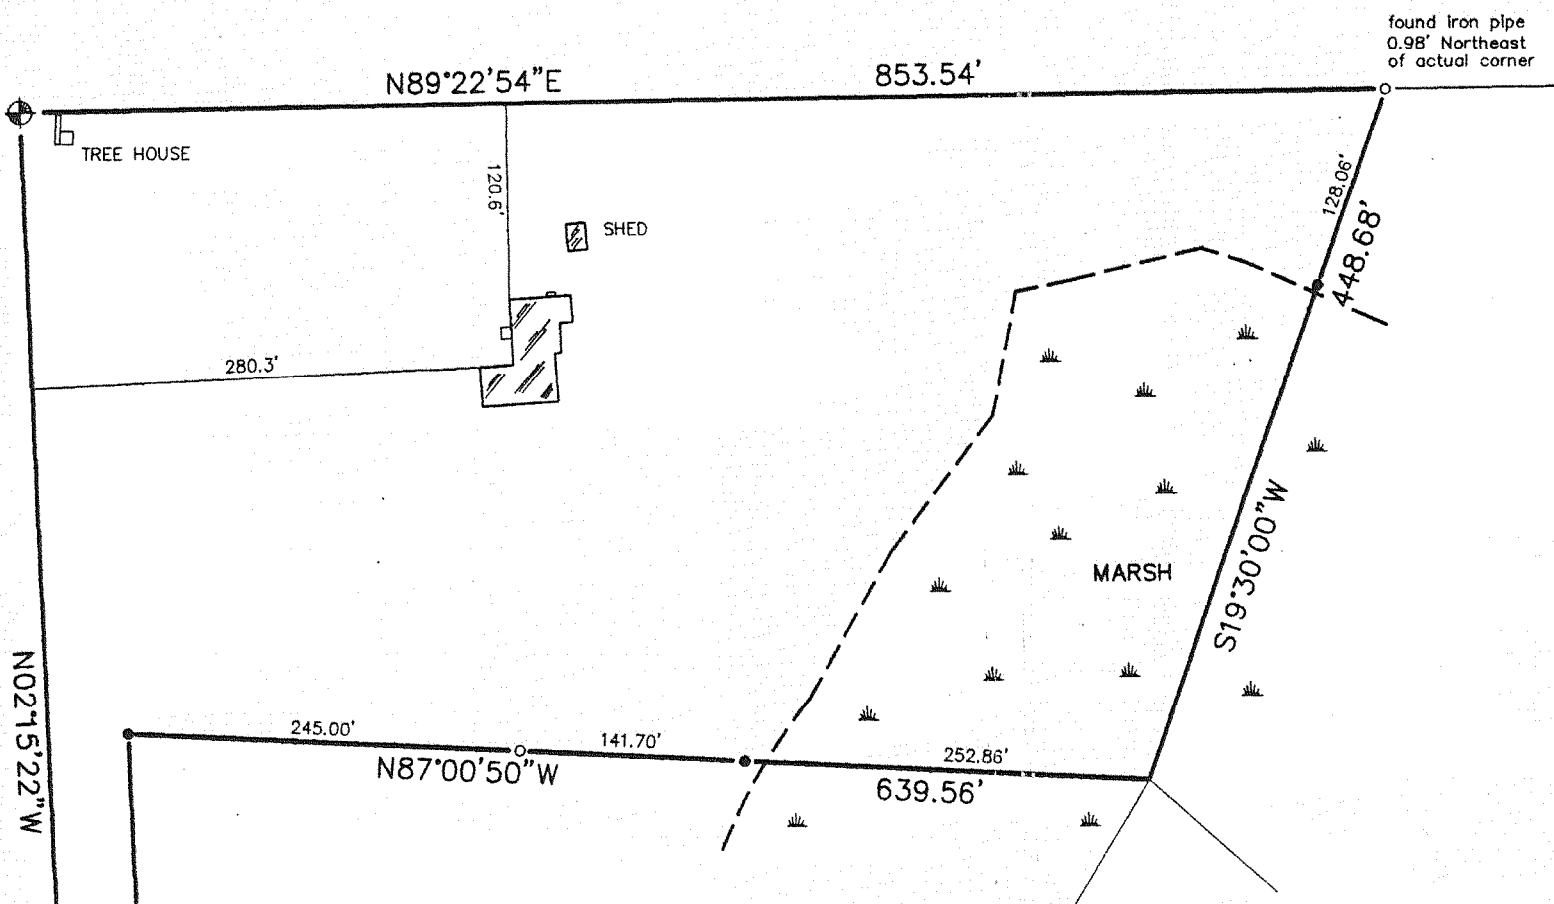 found iron pipe
0.98' Northeast
of actual corner
N89°22'54"E
853.54'
TREE HOUSE
120.6'
SHED
128.06'
448.68'
280.3'
S19°30'00"W
MARSH
N02°15'22"W
245.00'
141.70'
252.86'
N87°00'50"W
639.56'